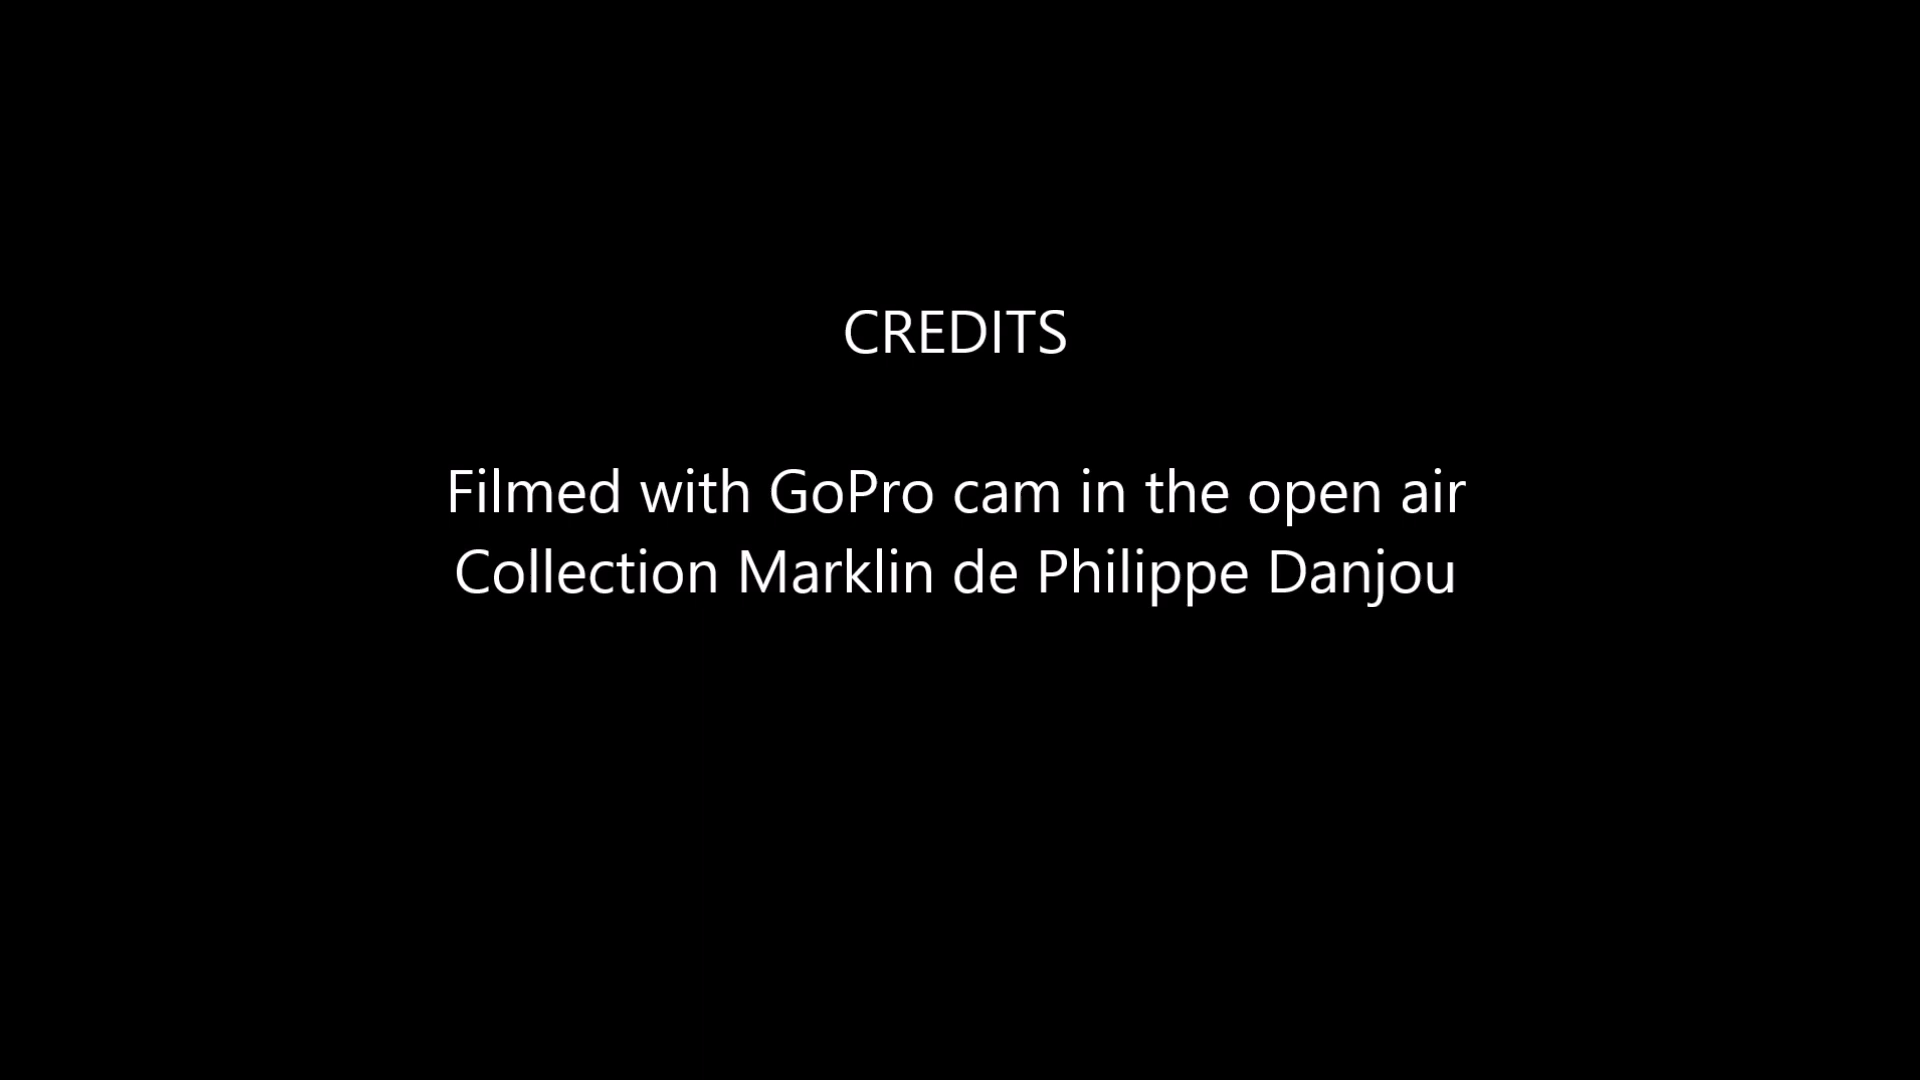 CREDITS
Filmed with GoPro cam in the open air
Collection Marklin de Philippe Danjou